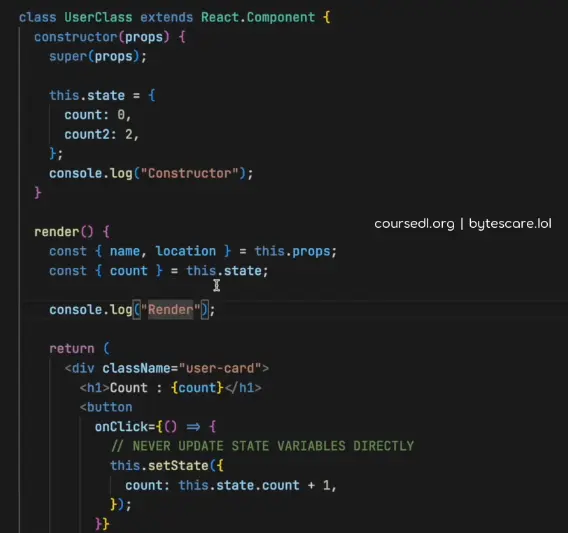 class UserClass extends React.Component {
constructor(props) {
super(props);
this.state = {
count: 0,
count2: 2,
};
console.log("Constructor");
}
coursedl.org | bytescare.lol
render() {
const { name, location } = this.props;
const { count } = this.state;
console.log("Render");
return (
<div className="user-card">
<h1>Count : {count}</h1>
<button
onClick={() => {
// NEVER UPDATE STATE VARIABLES DIRECTLY
this.setState({
count: this.state.count + 1,
});
}}